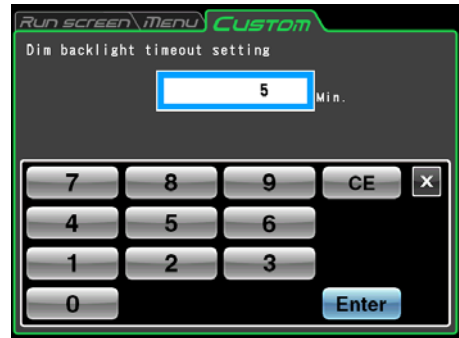 Run screen Menu Custom
Dim backlight timeout setting
5 Min.
7 8 9 CE X
4 5 6
1 2 3
0 Enter